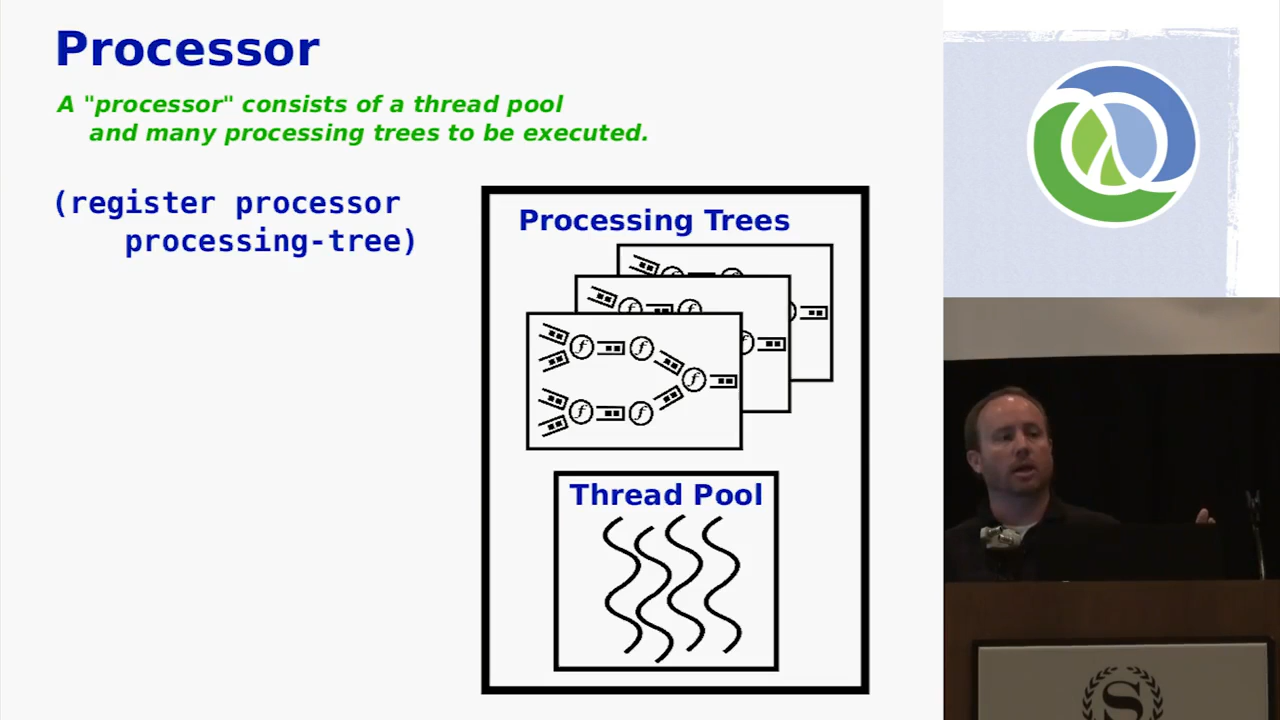 Processor
A "processor" consists of a thread pool
and many processing trees to be executed.
(register processor
processing-tree)
Processing Trees
f f f
f f
Thread Pool
S